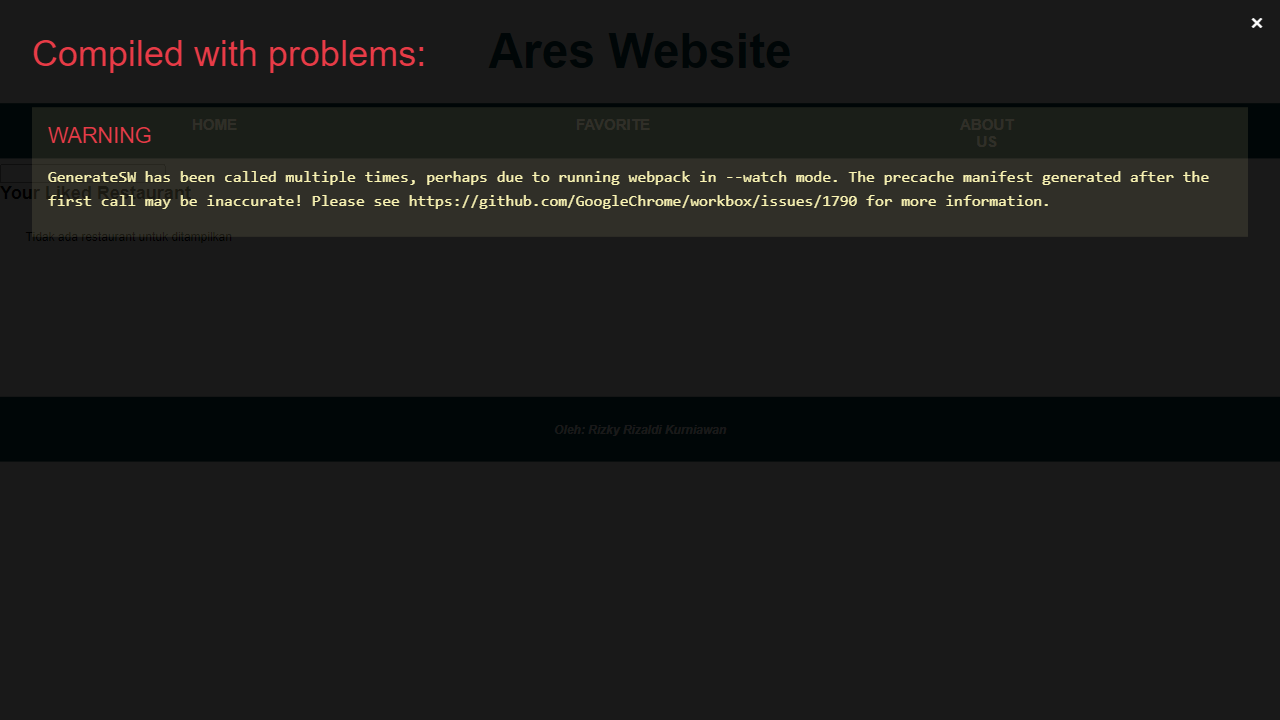 ×
Compiled with problems:
Ares Website
HOME
FAVORITE
ABOUT
US
WARNING
GenerateSW has been called multiple times, perhaps due to running webpack in --watch mode. The precache manifest generated after the
first call may be inaccurate! Please see https://github.com/GoogleChrome/workbox/issues/1790 for more information.
Your Liked Restaurant
Tidak ada restaurant untuk ditampilkan
Oleh: Rizky Rizaldi Kurniawan